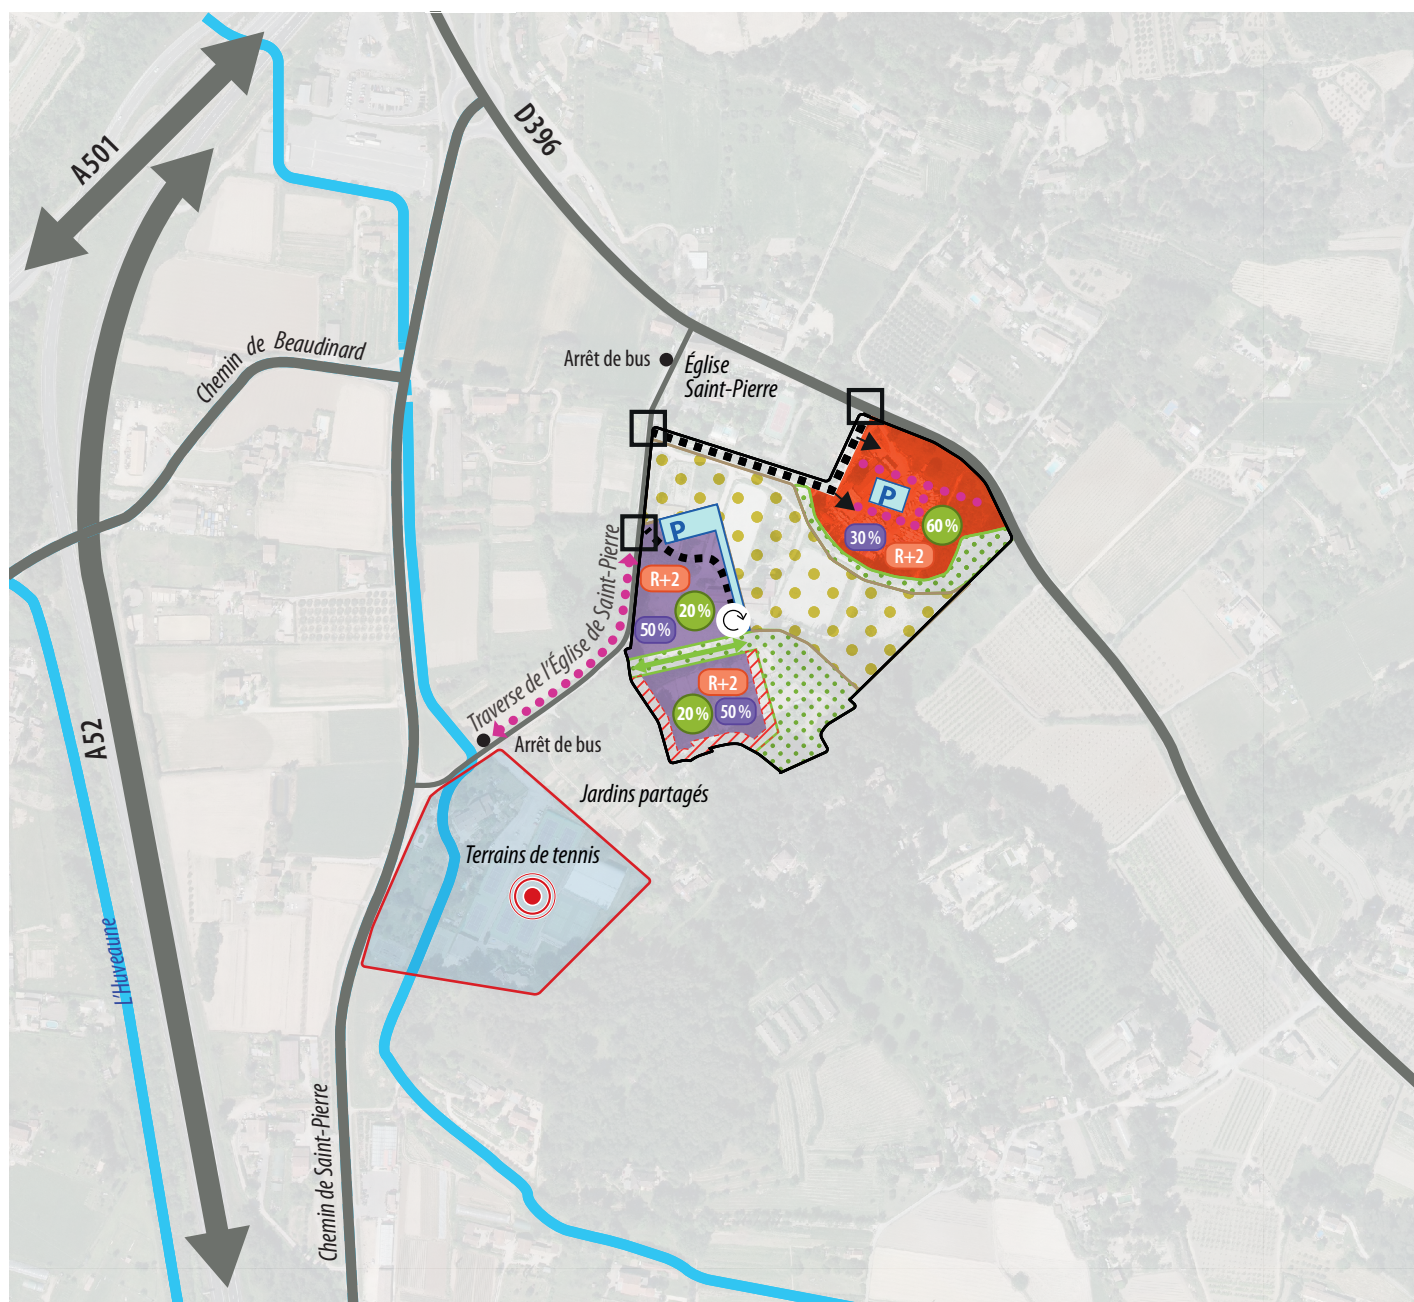 A501
D396
Chemin de Beaudinard
Arrêt de bus
Église
Saint-Pierre
P
P
60 %
30 %
R+2
R+2
20 %
50 %
Traverse de l'Église de Saint-Pierre
R+2
20 %
50 %
A52
Arrêt de bus
Jardins partagés
Terrains de tennis
L'Huveaune
Chemin de Saint-Pierre